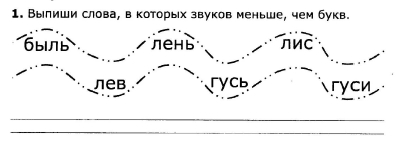 1. Выпиши слова, в которых звуков меньше, чем букв.
быль лень лис
лев гусь гуси